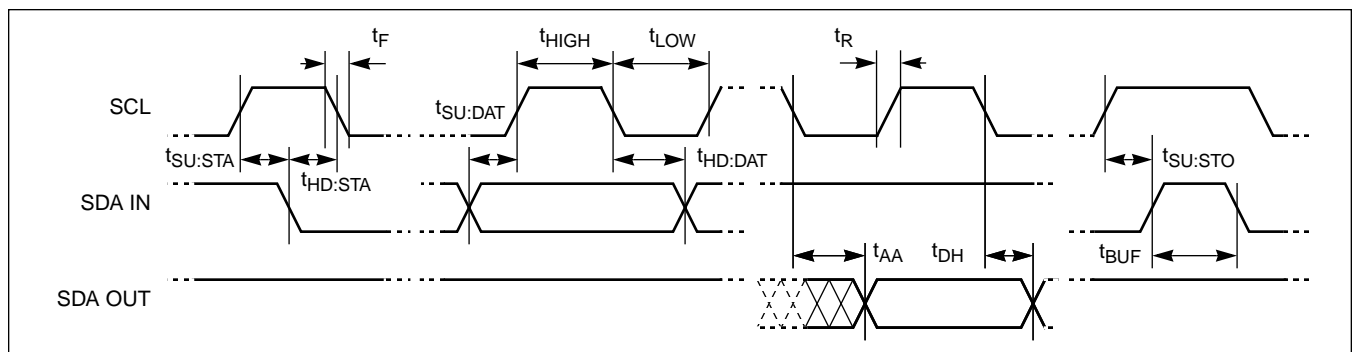 tF
tHIGH
tLOW
tR
SCL
tSU:DAT
tSU:STA
tHD:STA
tHD:DAT
tSU:STO
SDA IN
tAA
tDH
tBUF
SDA OUT